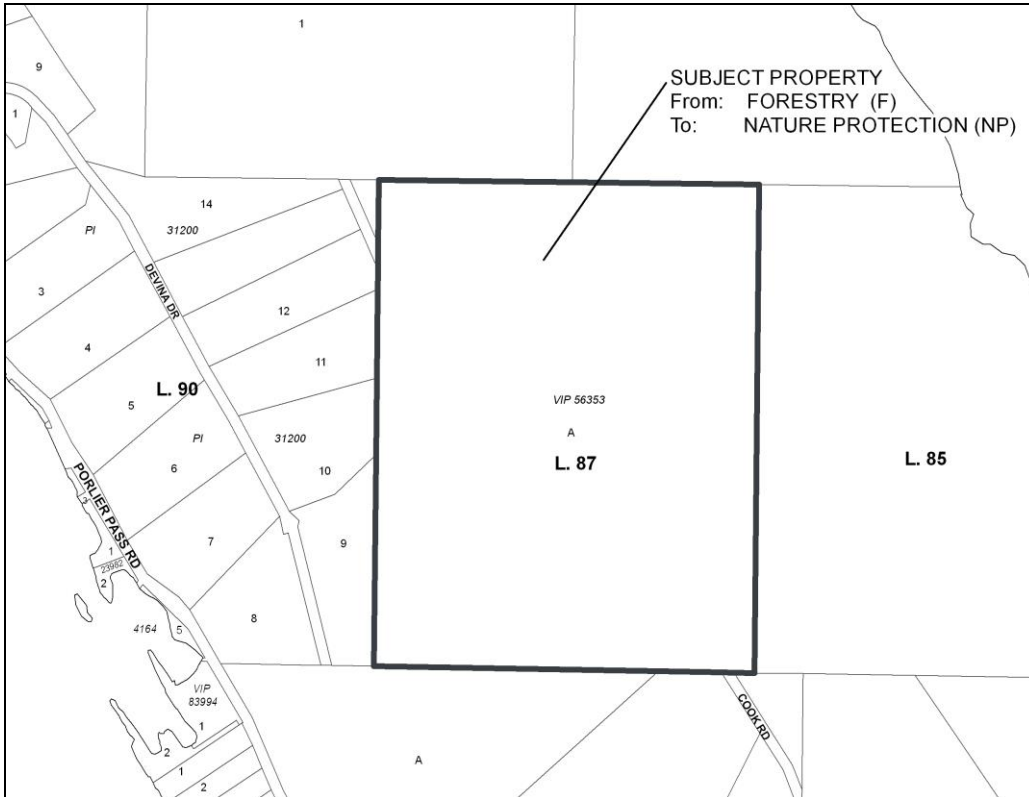 1
9
1
SUBJECT PROPERTY
From: FORESTRY (F)
To: NATURE PROTECTION (NP)
14
Pl
31200
3
DEVINA DR
12
4
11
L. 90
5
VIP 56353
A
Pl
31200
L. 87
L. 85
6
10
PORLIER PASS RD
3
7
9
1
23982
2
8
4164
5
VIP
83994
COOK RD
1
2
1
2
A